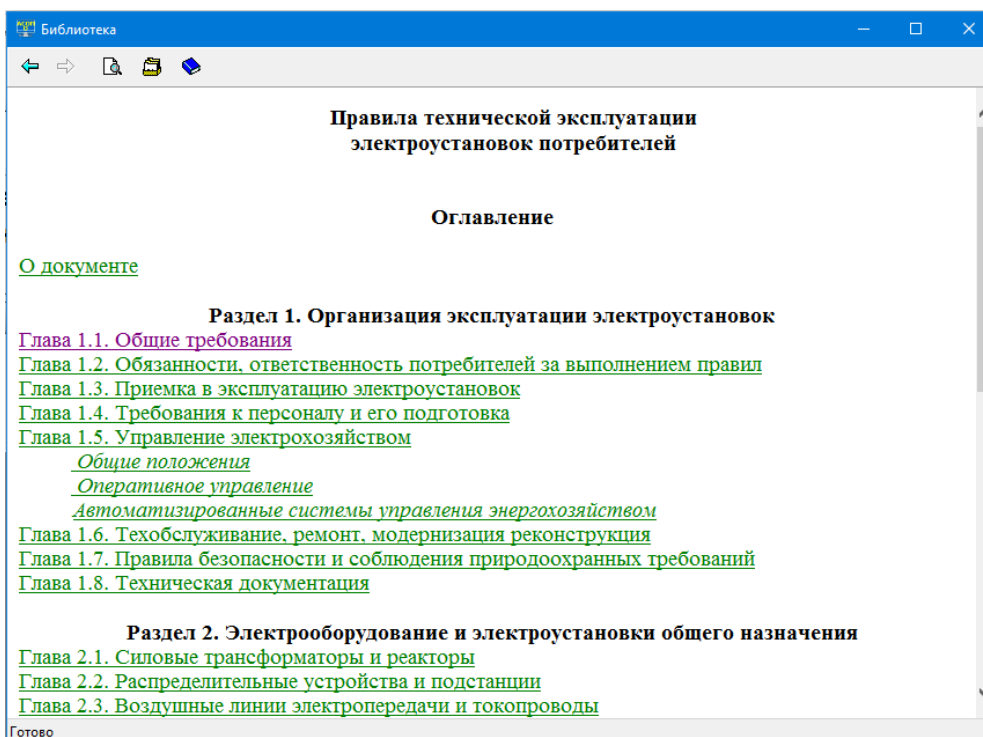 Библиотека
Правила технической эксплуатации
электроустановок потребителей
Оглавление
О документе
Раздел 1. Организация эксплуатации электроустановок
Глава 1.1. Общие требования
Глава 1.2. Обязанности, ответственность потребителей за выполнением правил
Глава 1.3. Приемка в эксплуатацию электроустановок
Глава 1.4. Требования к персоналу и его подготовка
Глава 1.5. Управление электрохозяйством
Общие положения
Оперативное управление
Автоматизированные системы управления энергохозяйством
Глава 1.6. Техобслуживание, ремонт, модернизация реконструкция
Глава 1.7. Правила безопасности и соблюдения природоохранных требований
Глава 1.8. Техническая документация
Раздел 2. Электрооборудование и электроустановки общего назначения
Глава 2.1. Силовые трансформаторы и реакторы
Глава 2.2. Распределительные устройства и подстанции
Глава 2.3. Воздушные линии электропередачи и токопроводы
Готово